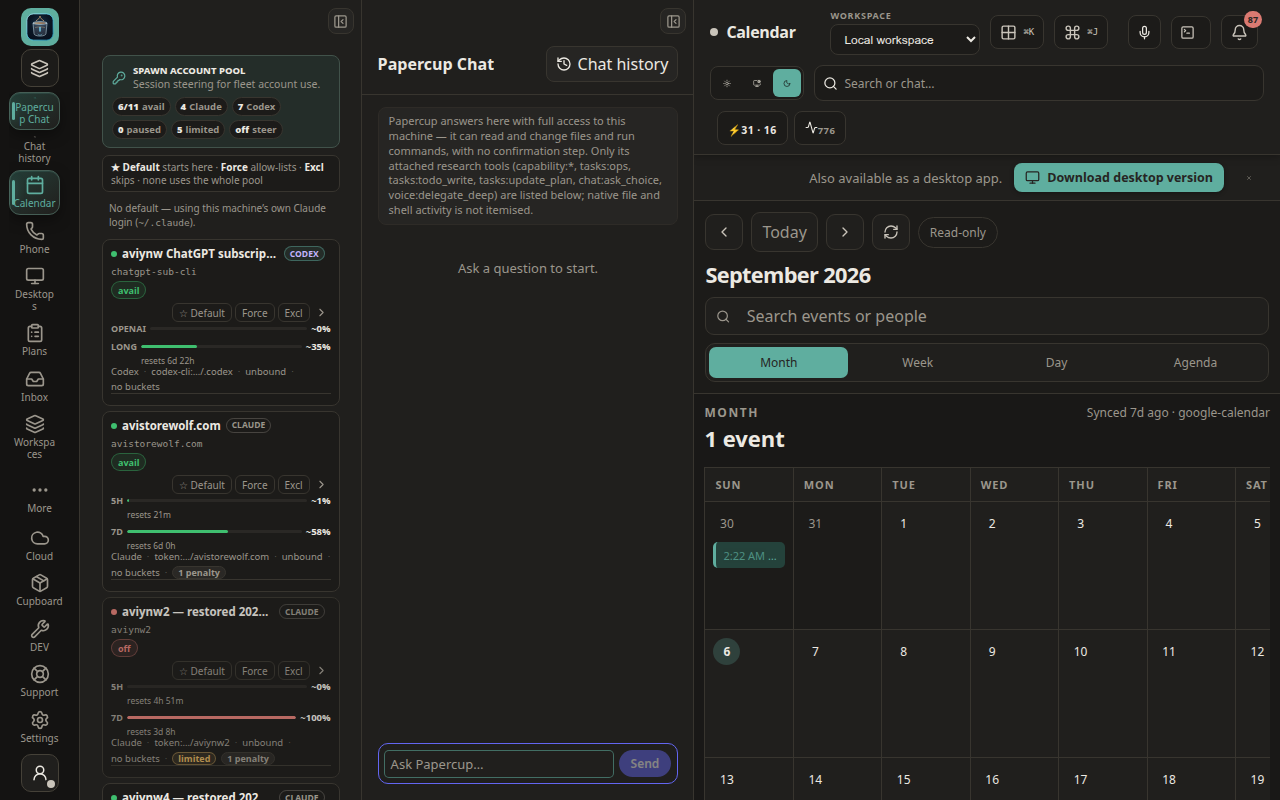 Papercu
p Chat
Chat
history
Calendar
Phone
Desktop
s
Plans
Inbox
Workspa
ces
More
Cloud
Cupboard
DEV
Support
Settings
SPAWN ACCOUNT POOL
Session steering for fleet account use.
6/11 avail
4 Claude
7 Codex
0 paused
5 limited
off steer
★ Default starts here · Force allow-lists · Excl
skips · none uses the whole pool
No default — using this machine's own Claude
login (~/.claude).
aviynw ChatGPT subscrip...
CODEX
chatgpt-sub-cli
avail
☆ Default
Force
Excl
OPENAI
~0%
LONG
~35%
resets 6d 22h
Codex · codex-cli:.../.codex · unbound ·
no buckets
avistorewolf.com
CLAUDE
avistorewolf.com
avail
☆ Default
Force
Excl
5H
~1%
resets 21m
7D
~58%
resets 6d 0h
Claude · token:.../avistorewolf.com · unbound ·
no buckets · 1 penalty
aviynw2 — restored 202...
CLAUDE
aviynw2
off
☆ Default
Force
Excl
5H
~0%
resets 4h 51m
7D
~100%
resets 3d 8h
Claude · token:.../aviynw2 · unbound ·
no buckets · limited 1 penalty
aviynw4 — restored 202...
CLAUDE
Papercup Chat
Chat history
Papercup answers here with full access to this
machine — it can read and change files and run
commands, with no confirmation step. Only its
attached research tools (capability:*, tasks:ops,
tasks:todo_write, tasks:update_plan, chat:ask_choice,
voice:delegate_deep) are listed below; native file and
shell activity is not itemised.
Ask a question to start.
Ask Papercup...
Send
Calendar
WORKSPACE
Local workspace
⌘K
⌘J
87
Search or chat...
⚡31 · 16
776
Also available as a desktop app.
Download desktop version
×
Today
Read-only
September 2026
Search events or people
Month
Week
Day
Agenda
MONTH
Synced 7d ago · google-calendar
1 event
SUN
MON
TUE
WED
THU
FRI
SAT
30
31
1
2
3
4
5
2:22 AM ...
6
7
8
9
10
11
12
13
14
15
16
17
18
19